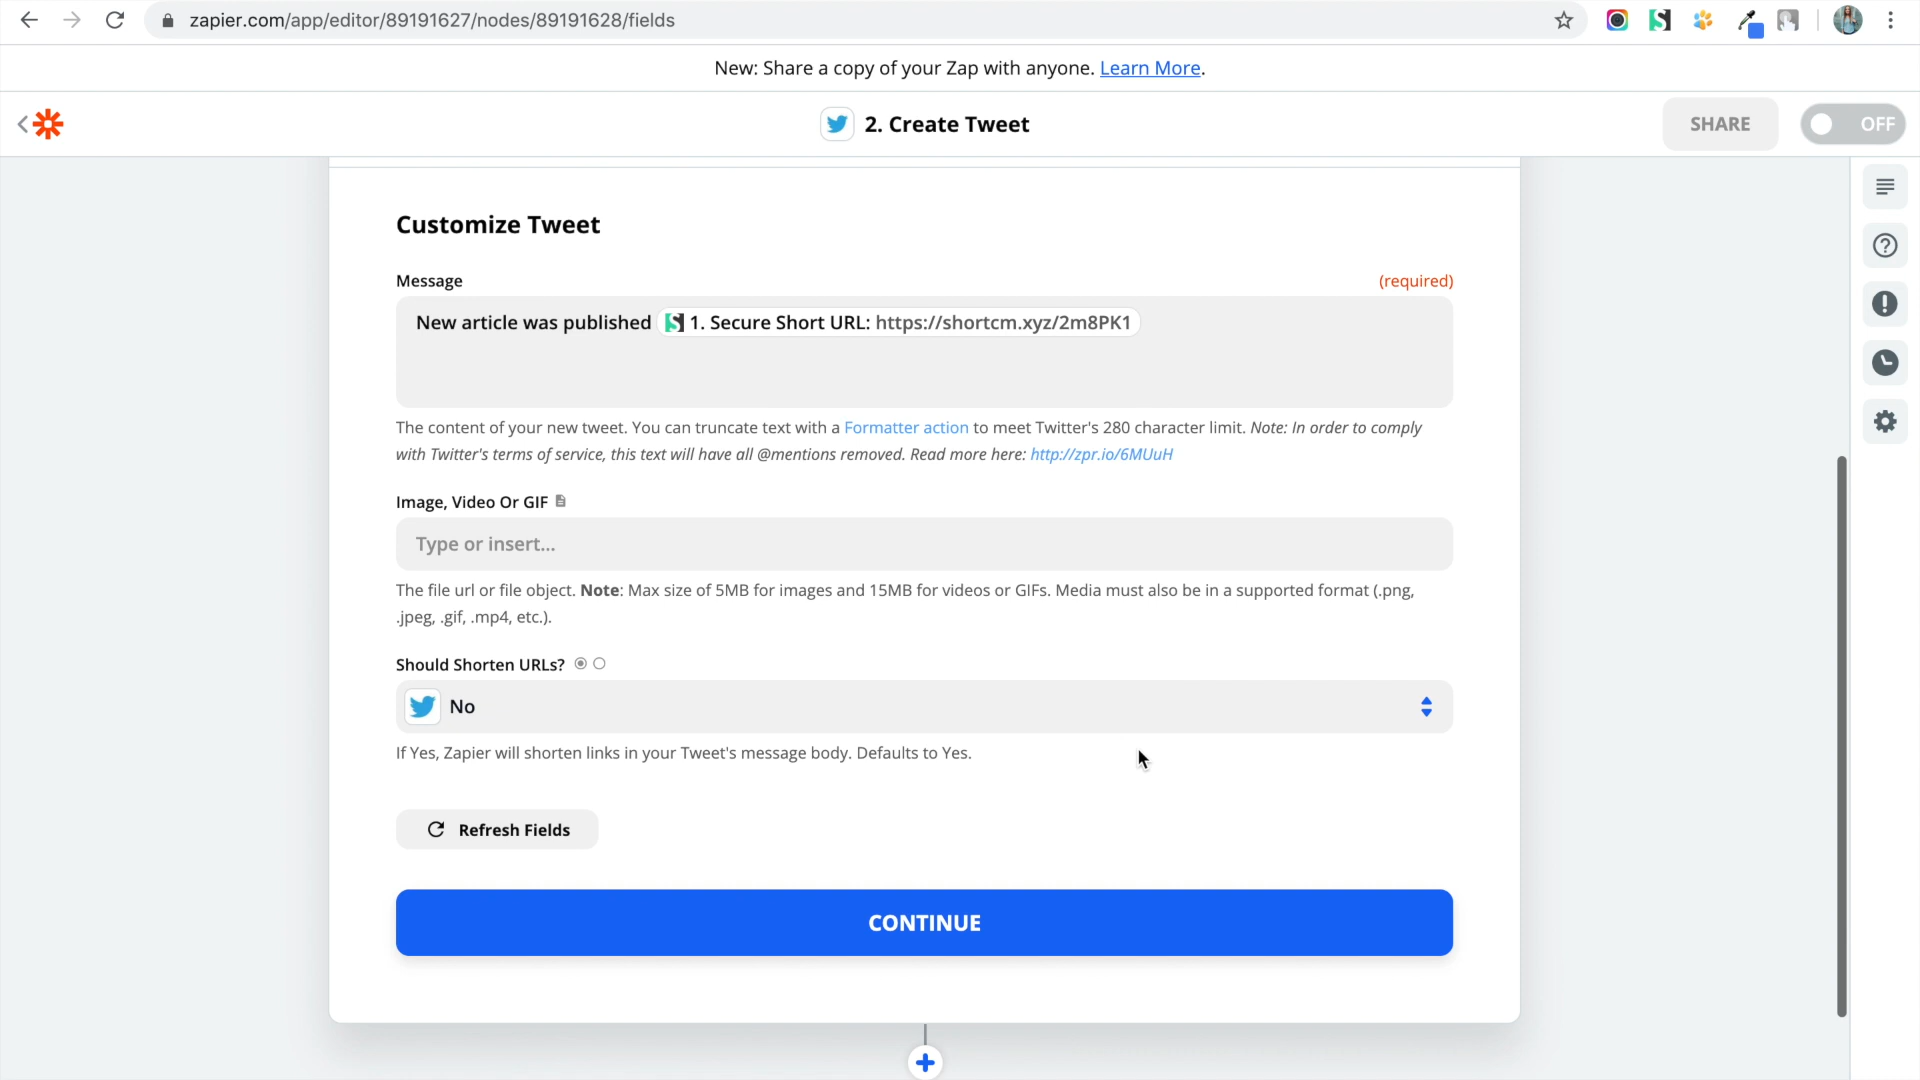 zapier.com/app/editor/89191627/nodes/89191628/fields
New: Share a copy of your Zap with anyone. Learn More.
2. Create Tweet
SHARE
OFF
Customize Tweet
Message
(required)
New article was published 1. Secure Short URL: https://shortcm.xyz/2m8PK1
The content of your new tweet. You can truncate text with a Formatter action to meet Twitter's 280 character limit. Note: In order to comply
with Twitter's terms of service, this text will have all @mentions removed. Read more here: http://zpr.io/6MUuH
Image, Video Or GIF
Type or insert...
The file url or file object. Note: Max size of 5MB for images and 15MB for videos or GIFs. Media must also be in a supported format (.png,
.jpeg, .gif, .mp4, etc.).
Should Shorten URLs?
No
If Yes, Zapier will shorten links in your Tweet's message body. Defaults to Yes.
Refresh Fields
CONTINUE